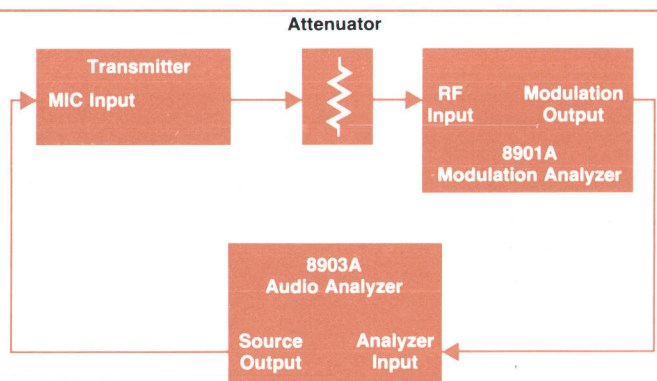 Attenuator
Transmitter
MIC Input
RF
Input
Modulation
Output
8901A
Modulation Analyzer
8903A
Audio Analyzer
Source
Output
Analyzer
Input